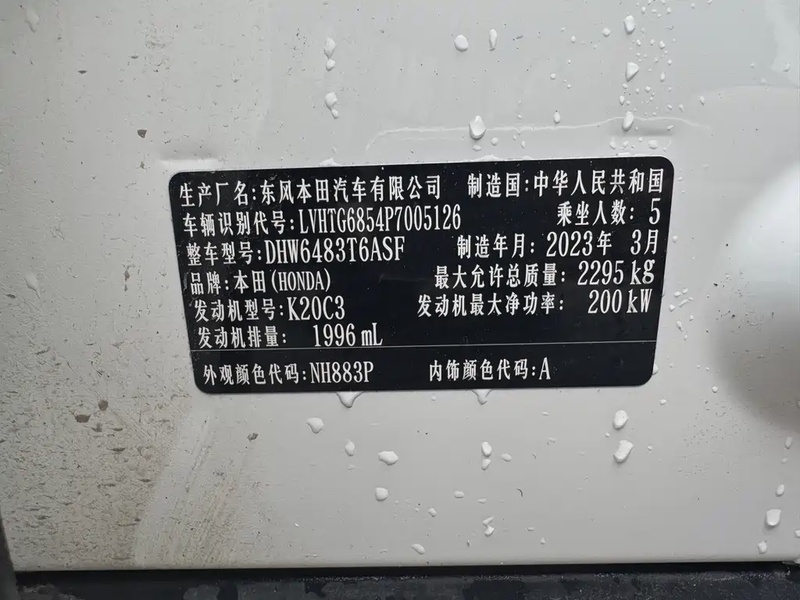 生产厂名:东风本田汽车有限公司 制造国:中华人民共和国
车辆识别代号:LVHTG6854P7005126 乘坐人数: 5
整车型号:DHW6483T6ASF 制造年月:2023年 3月
品牌:本田(HONDA) 最大允许总质量: 2295 kg
发动机型号:K20C3 发动机最大净功率: 200 kW
发动机排量: 1996 mL
外观颜色代码:NH883P 内饰颜色代码:A